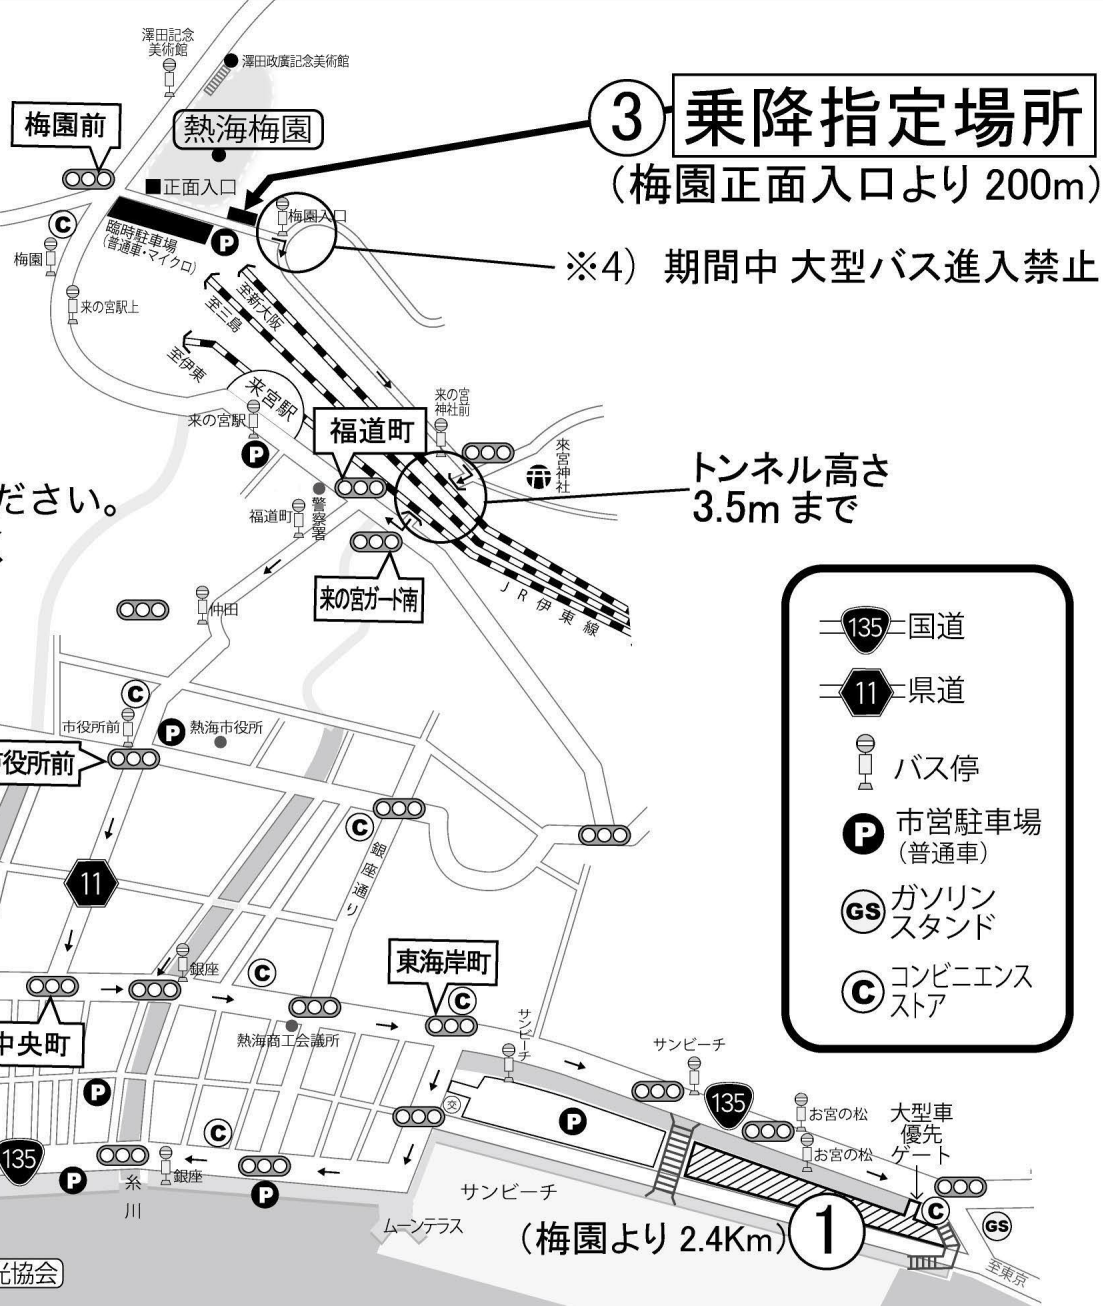 澤田記念
美術館
澤田政廣記念美術館
梅園前
熱海梅園
③ 乗降指定場所
(梅園正面入口より 200m)
■正面入口
C
梅園入口
臨時駐車場
(普通車・マイクロ)
P
梅園
※4) 期間中 大型バス進入禁止
来の宮駅上
至新大阪
至三島
至伊東
来宮駅
来の宮駅
P
来の宮
神社前
福道町
來宮神社
トンネル高さ
3.5m まで
ださい。
福道町
警察署
来の宮ガード南
JR伊東線
仲田
135 国道
11 県道
バス停
P 市営駐車場
(普通車)
GS ガソリン
スタンド
C コンビニエンス
ストア
C
市役所前
P
熱海市役所
役所前
C
銀座通り
11
銀座
C
東海岸町
C
中央町
熱海商工会議所
サンビーチ
サンビーチ
交
P
135
お宮の松
お宮の松
大型車
優先
ゲート
P
C
135
P
銀座
P
糸川
サンビーチ
ムーンテラス
(梅園より 2.4Km) ①
C
GS
至東京
光協会